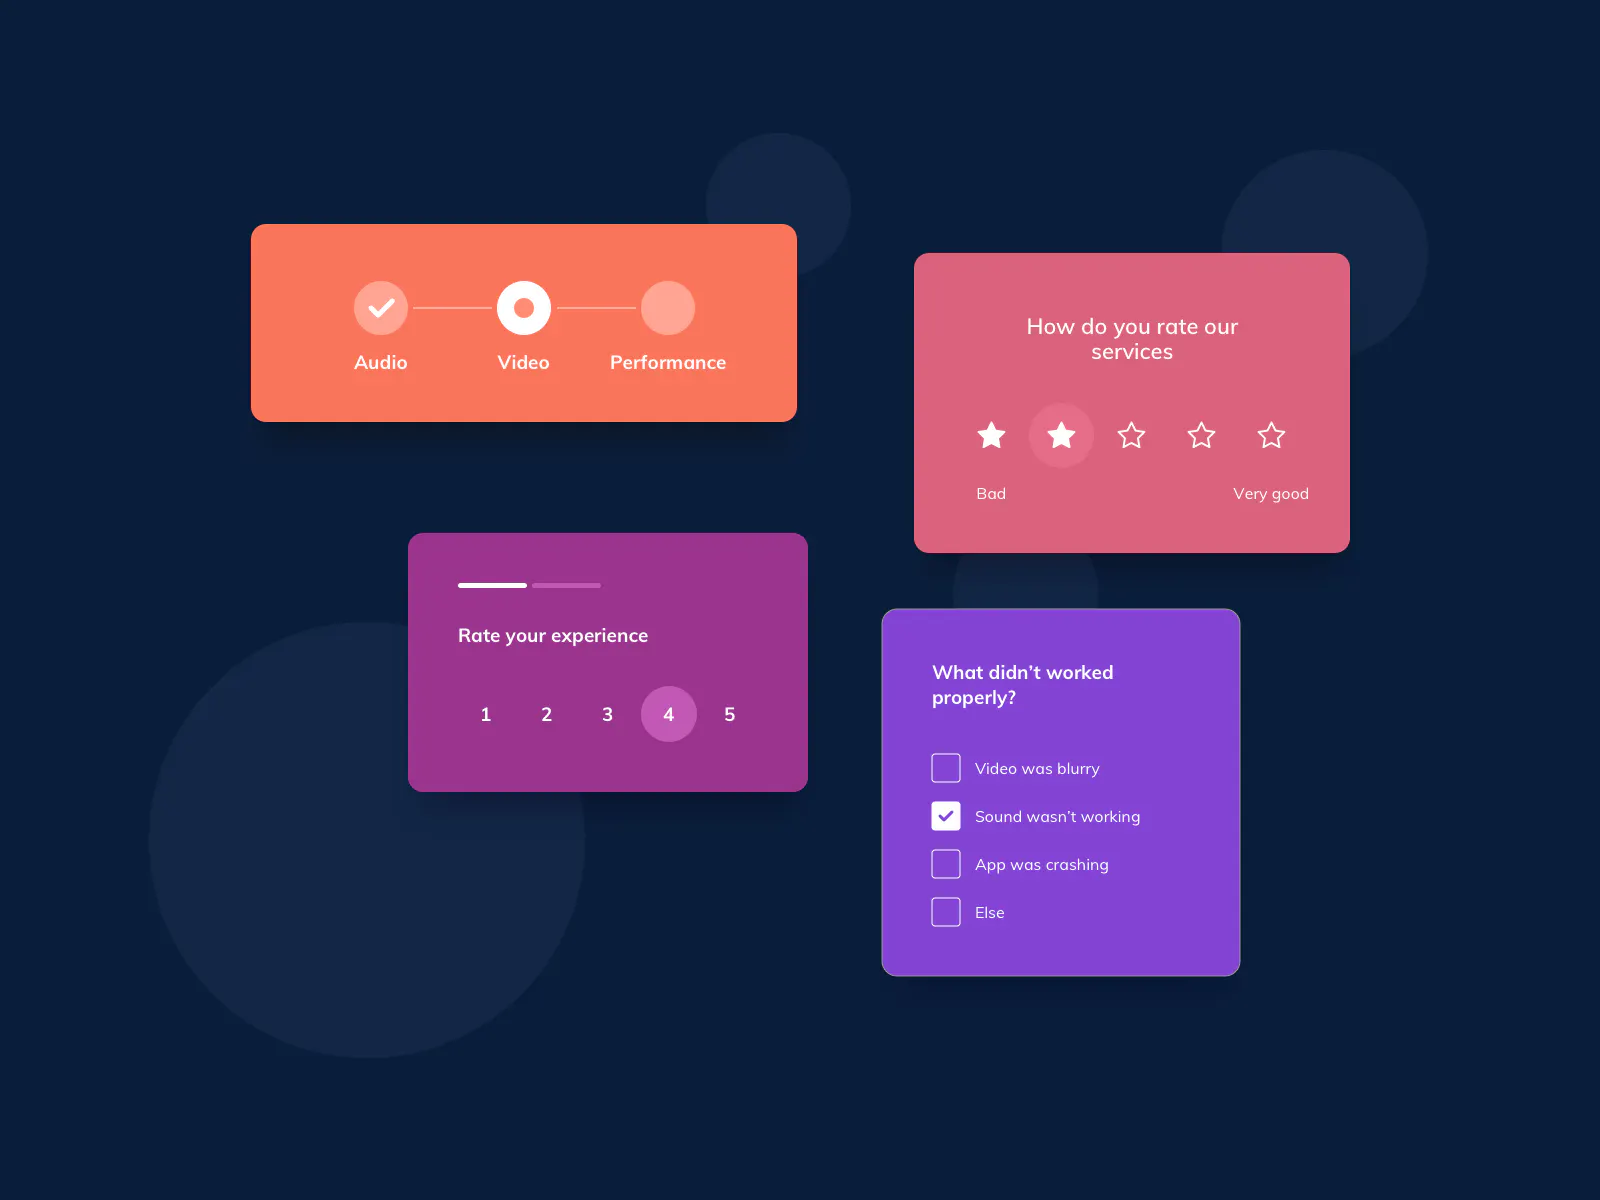 Audio
Video
Performance
How do you rate our
services
Bad
Very good
Rate your experience
1 2 3 4 5
What didn’t worked
properly?
Video was blurry
Sound wasn’t working
App was crashing
Else